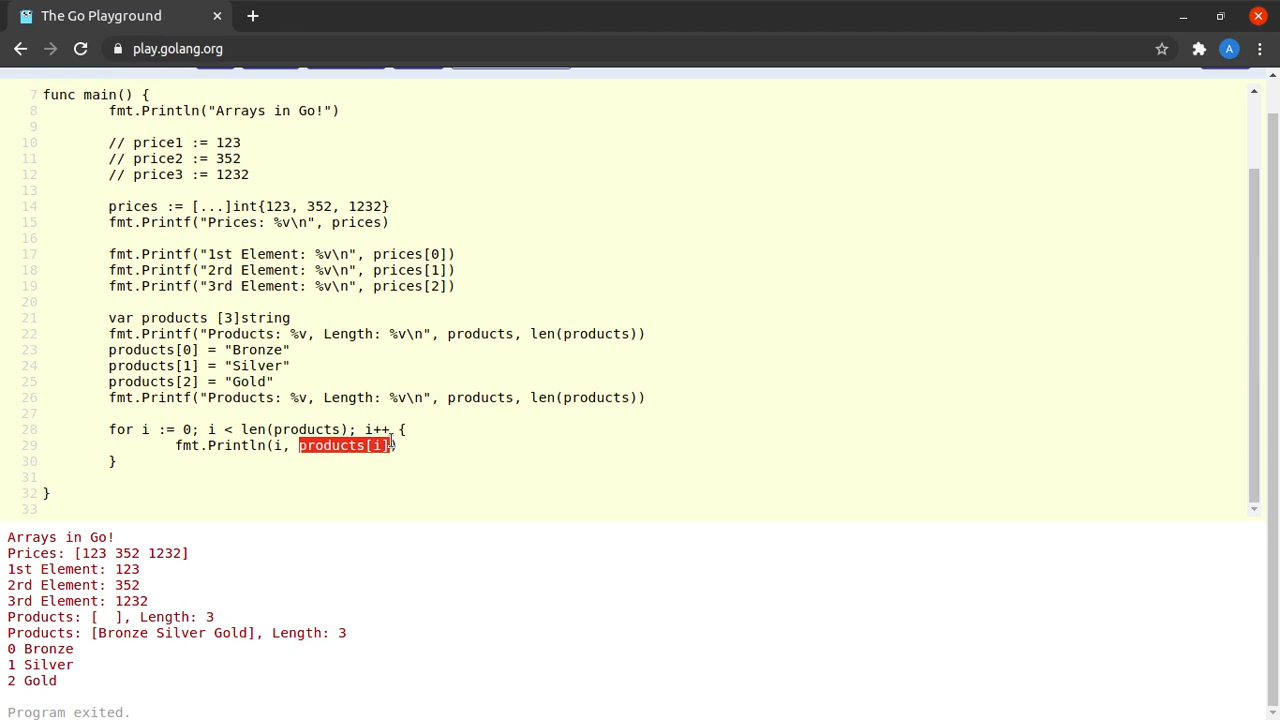 The Go Playground
play.golang.org
A
7 func main() {
8 fmt.Println("Arrays in Go!")
9
10 // price1 := 123
11 // price2 := 352
12 // price3 := 1232
13
14 prices := [...]int{123, 352, 1232}
15 fmt.Printf("Prices: %v\n", prices)
16
17 fmt.Printf("1st Element: %v\n", prices[0])
18 fmt.Printf("2rd Element: %v\n", prices[1])
19 fmt.Printf("3rd Element: %v\n", prices[2])
20
21 var products [3]string
22 fmt.Printf("Products: %v, Length: %v\n", products, len(products))
23 products[0] = "Bronze"
24 products[1] = "Silver"
25 products[2] = "Gold"
26 fmt.Printf("Products: %v, Length: %v\n", products, len(products))
27
28 for i := 0; i < len(products); i++ {
29 fmt.Println(i, products[i])
30 }
31
32 }
33
Arrays in Go!
Prices: [123 352 1232]
1st Element: 123
2rd Element: 352
3rd Element: 1232
Products: [  ], Length: 3
Products: [Bronze Silver Gold], Length: 3
0 Bronze
1 Silver
2 Gold
Program exited.